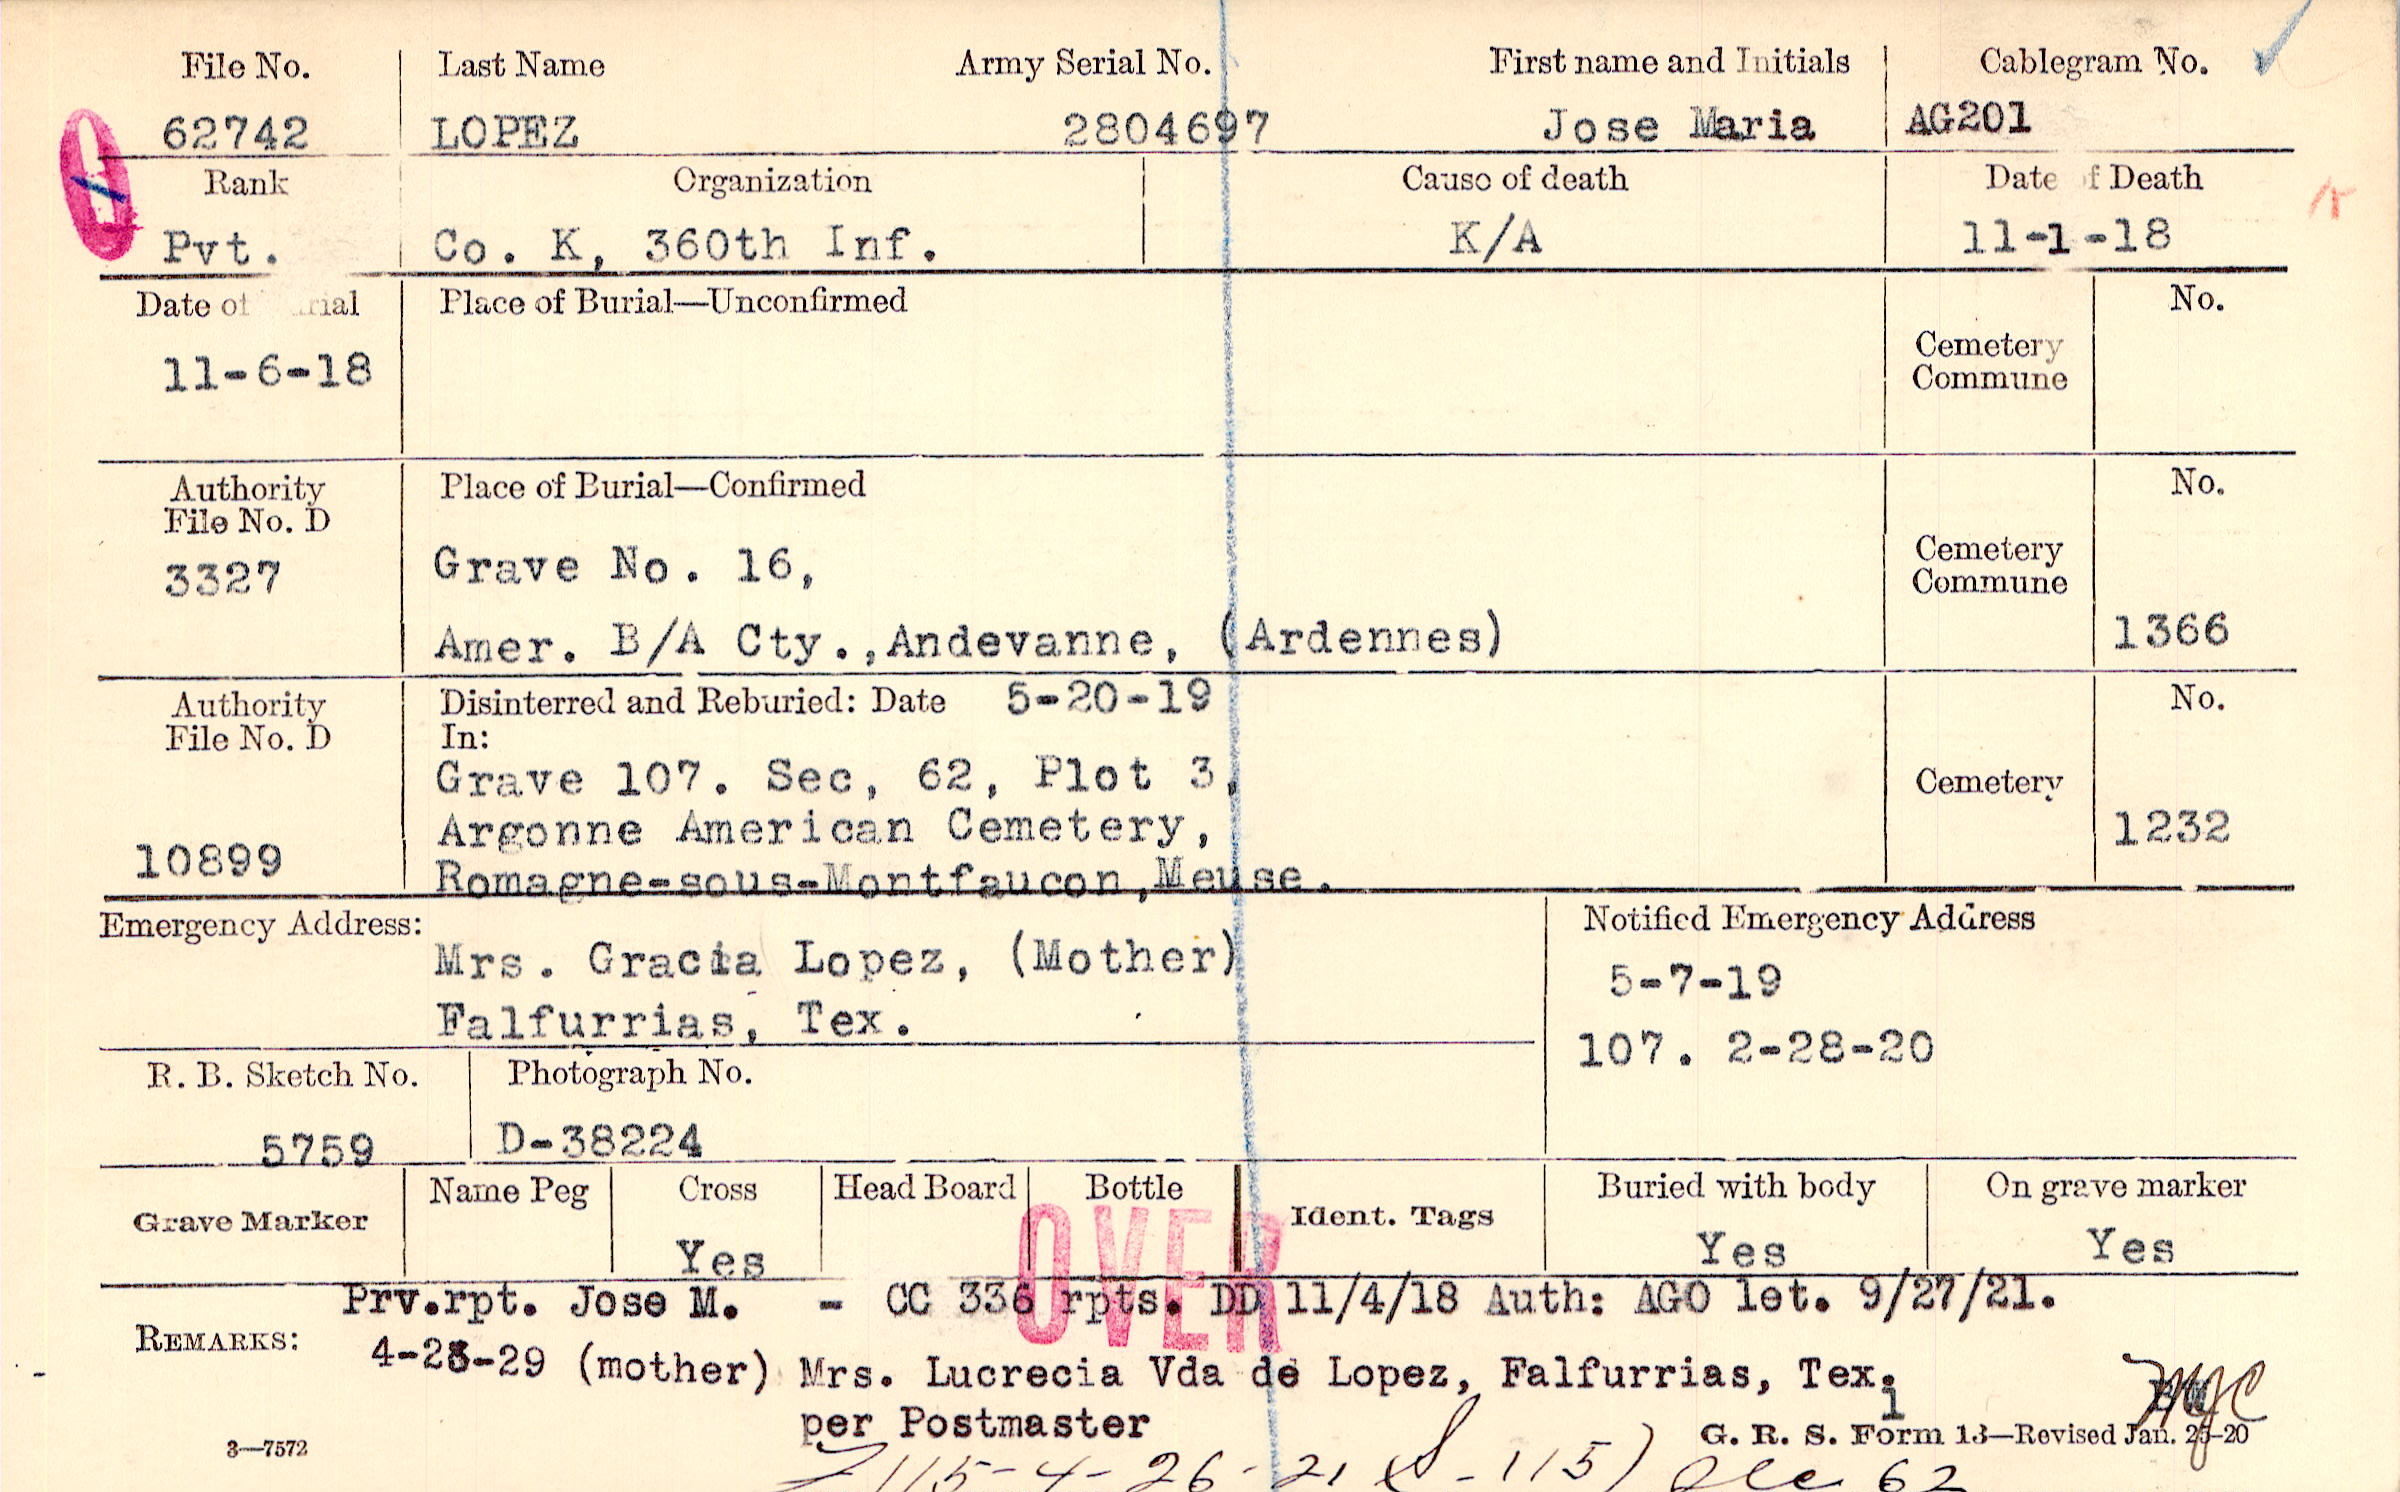 File No. Last Name Army Serial No. First name and Initials Cablegram No.
62742 LOPEZ 2804697 Jose Maria AG201
Rank Organization Cause of death Date of Death
Pvt. Co. K, 360th Inf. K/A 11-1-18
Date of rial Place of Burial—Unconfirmed No.
11-6-18
Cemetery
Commune
Authority Place of Burial—Confirmed No.
File No. D
3327 Grave No. 16,
Cemetery
Commune
Amer. B/A Cty.,Andevanne, (Ardennes) 1366
Authority Disinterred and Reburied: Date 5-20-19 No.
File No. D In:
Grave 107. Sec, 62, Plot 3, Cemetery
Argonne American Cemetery, 1232
10899 Romagne-sous-Montfaucon,Meuse.
Emergency Address: Notified Emergency Address
Mrs. Gracia Lopez, (Mother) 5-7-19
Falfurrias, Tex. 107. 2-28-20
R. B. Sketch No. Photograph No.
5759 D-38224
Grave Marker Name Peg Cross Head Board Bottle Ident. Tags Buried with body On grave marker
Yes Yes Yes
OVER
Prv.rpt. Jose M. - CC 336 rpts. DD 11/4/18 Auth: AGO let. 9/27/21.
REMARKS: 4-2-29 (mother) Mrs. Lucrecia Vda de Lopez, Falfurrias, Tex.
per Postmaster
3—7572 G. R. S. Form 13—Revised Jan. 25-20
115-4-26-21 (S-115) 62